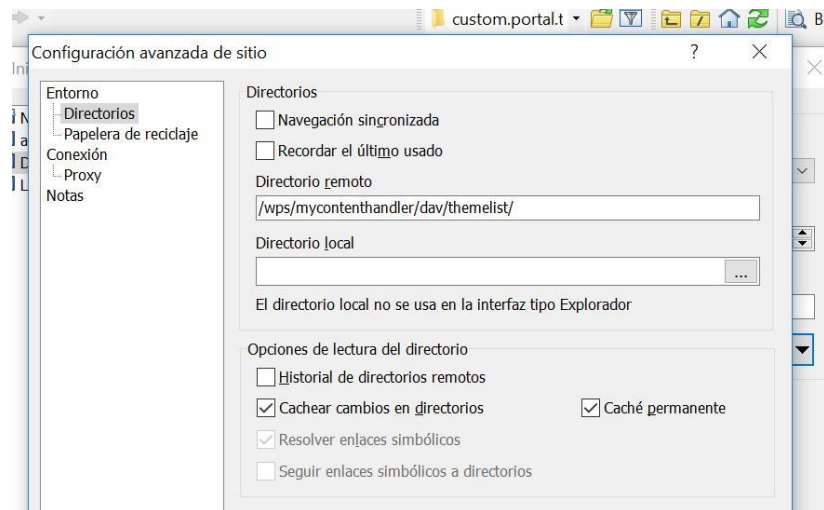 custom.portal.t
B
Configuración avanzada de sitio
?
Ini
Entorno
Directorios
Papelera de reciclaje
Conexión
Proxy
Notas
N
a
D
L
Directorios
Navegación sincronizada
Recordar el último usado
Directorio remoto
/wps/mycontenthandler/dav/themelist/
Directorio local
...
El directorio local no se usa en la interfaz tipo Explorador
Opciones de lectura del directorio
Historial de directorios remotos
Cachear cambios en directorios
Caché permanente
Resolver enlaces simbólicos
Seguir enlaces simbólicos a directorios